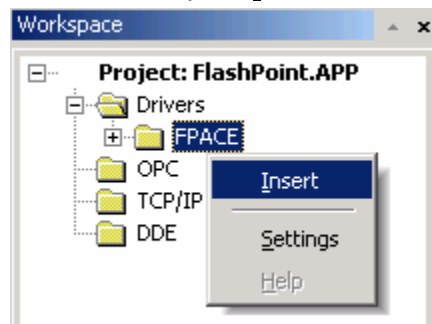 Workspace
Project: FlashPoint.APP
Drivers
FPACE
OPC
Insert
TCP/IP
Settings
DDE
Help